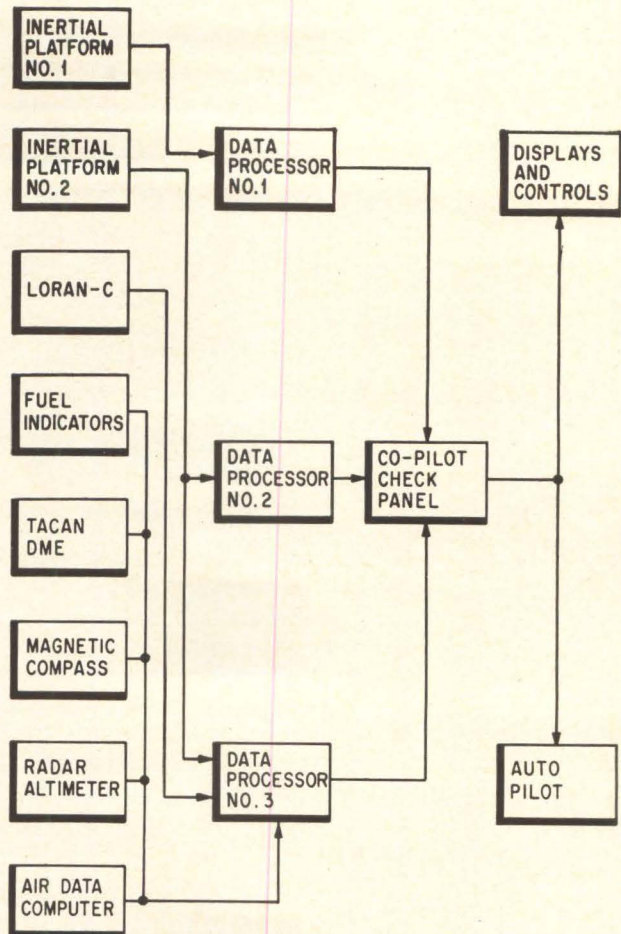 INERTIAL
PLATFORM
NO. 1
INERTIAL
PLATFORM
NO.2
LORAN-C
FUEL
INDICATORS
TACAN
DME
MAGNETIC
COMPASS
RADAR
ALTIMETER
AIR DATA
COMPUTER
DATA
PROCESSOR
NO.1
DATA
PROCESSOR
NO.2
DATA
PROCESSOR
NO.3
CO-PILOT
CHECK
PANEL
DISPLAYS
AND
CONTROLS
AUTO
PILOT